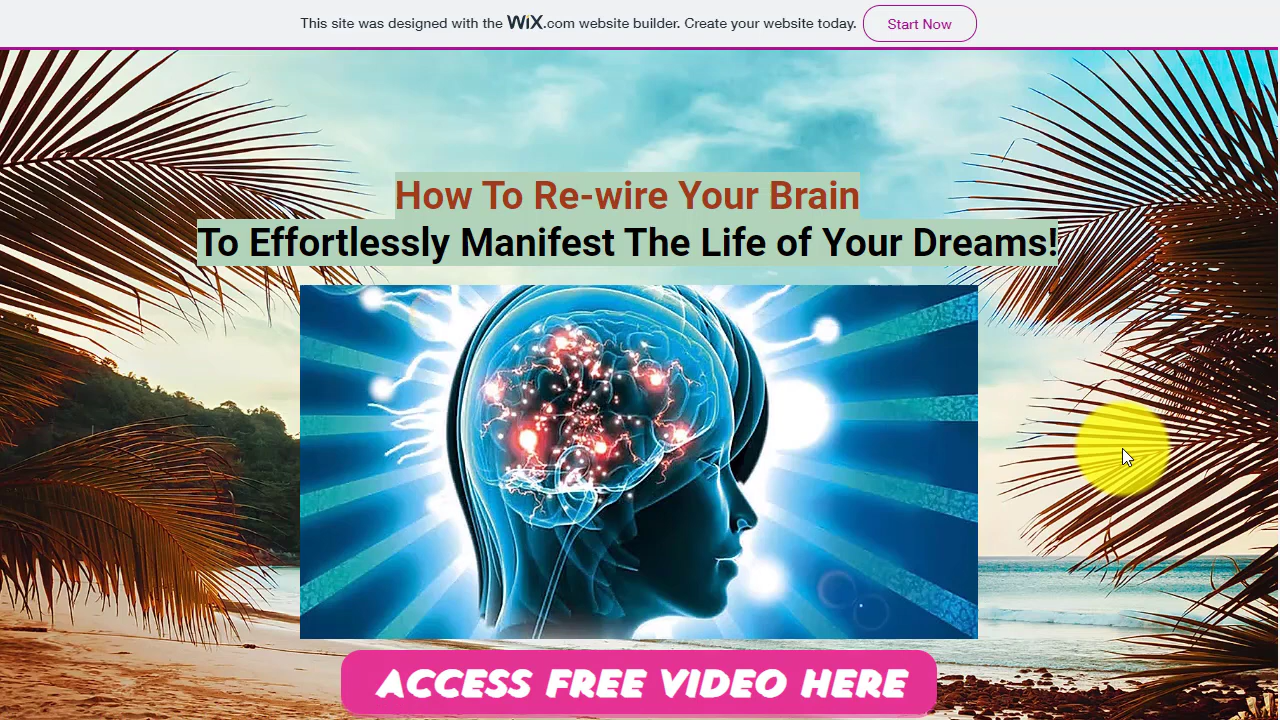 This site was designed with the WiX.com website builder. Create your website today. Start Now
How To Re-wire Your Brain
To Effortlessly Manifest The Life of Your Dreams!
ACCESS FREE VIDEO HERE